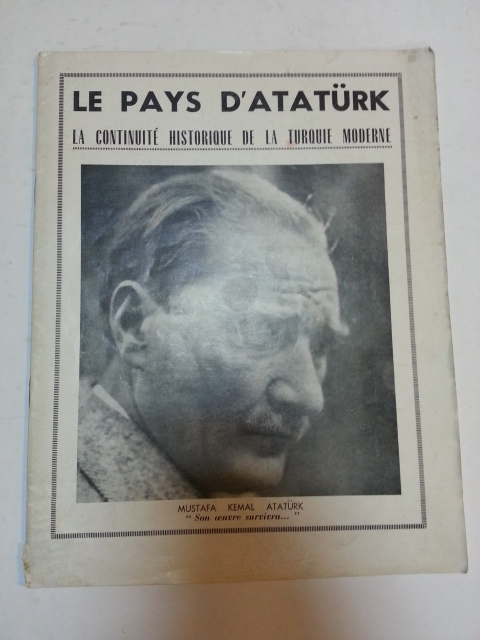 LE PAYS D'ATATÜRK
LA CONTINUITÉ HISTORIQUE DE LA TURQUIE MODERNE
MUSTAFA KEMAL ATATÜRK
" Son œuvre survivra... "